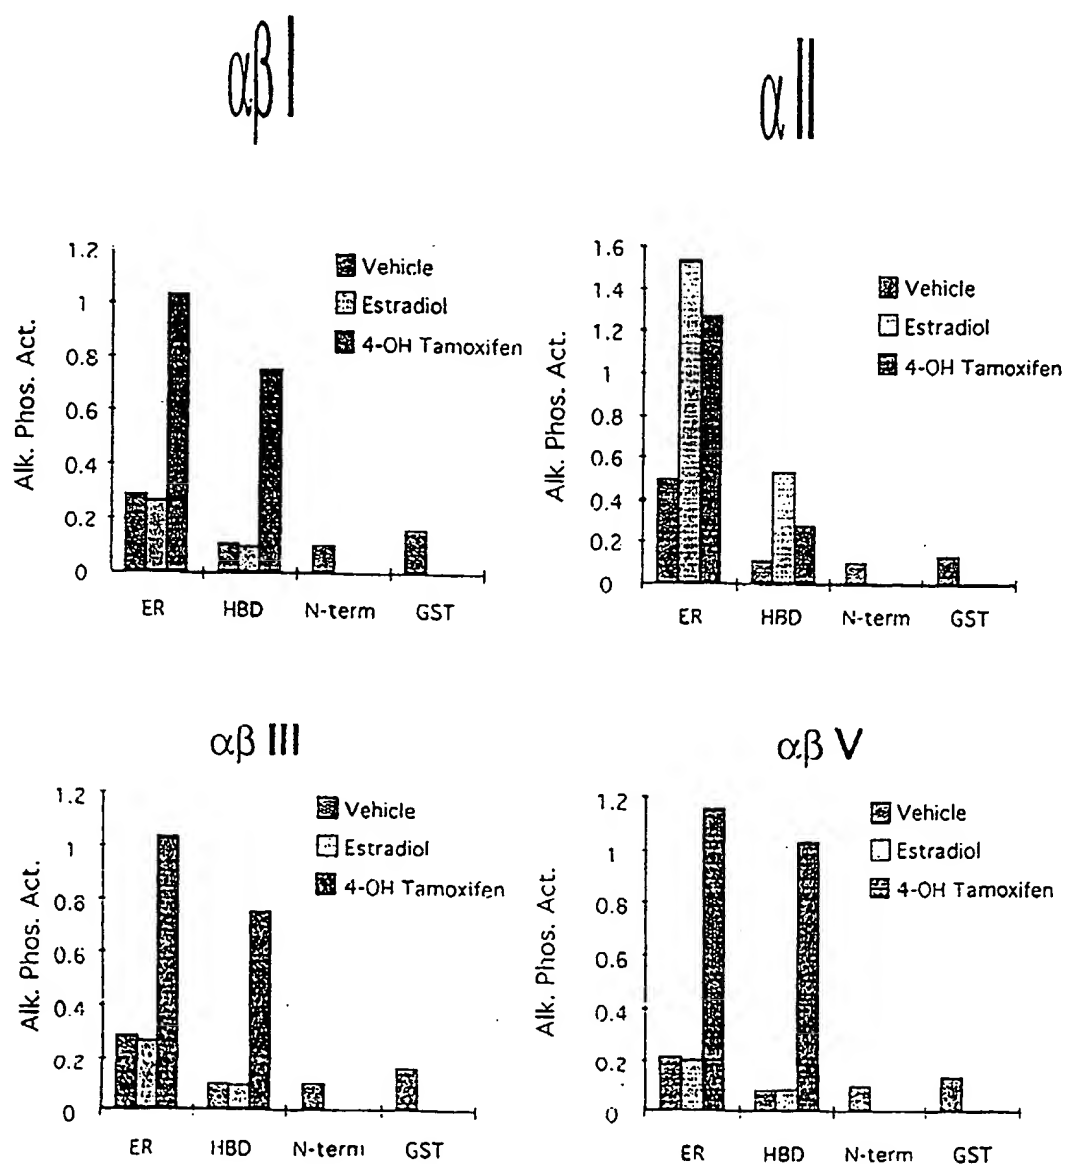 αβ I
α II
Alk. Phos. Act.
1.2
1
0.8
0.6
0.4
0.2
0
Vehicle
Estradiol
4-OH Tamoxifen
ER HBD N-term GST
Alk. Phos. Act.
1.6
1.4
1.2
1
0.8
0.6
0.4
0.2
0
Vehicle
Estradiol
4-OH Tamoxifen
ER HBD N-term GST
αβ III
αβ V
Alk. Phos. Act.
1.2
1
0.8
0.6
0.4
0.2
0
Vehicle
Estradiol
4-OH Tamoxifen
ER HBD N-term GST
Alk. Phos. Act.
1.2
1
0.8
0.6
0.4
0.2
0
Vehicle
Estradiol
4-OH Tamoxifen
ER HBD N-term GST